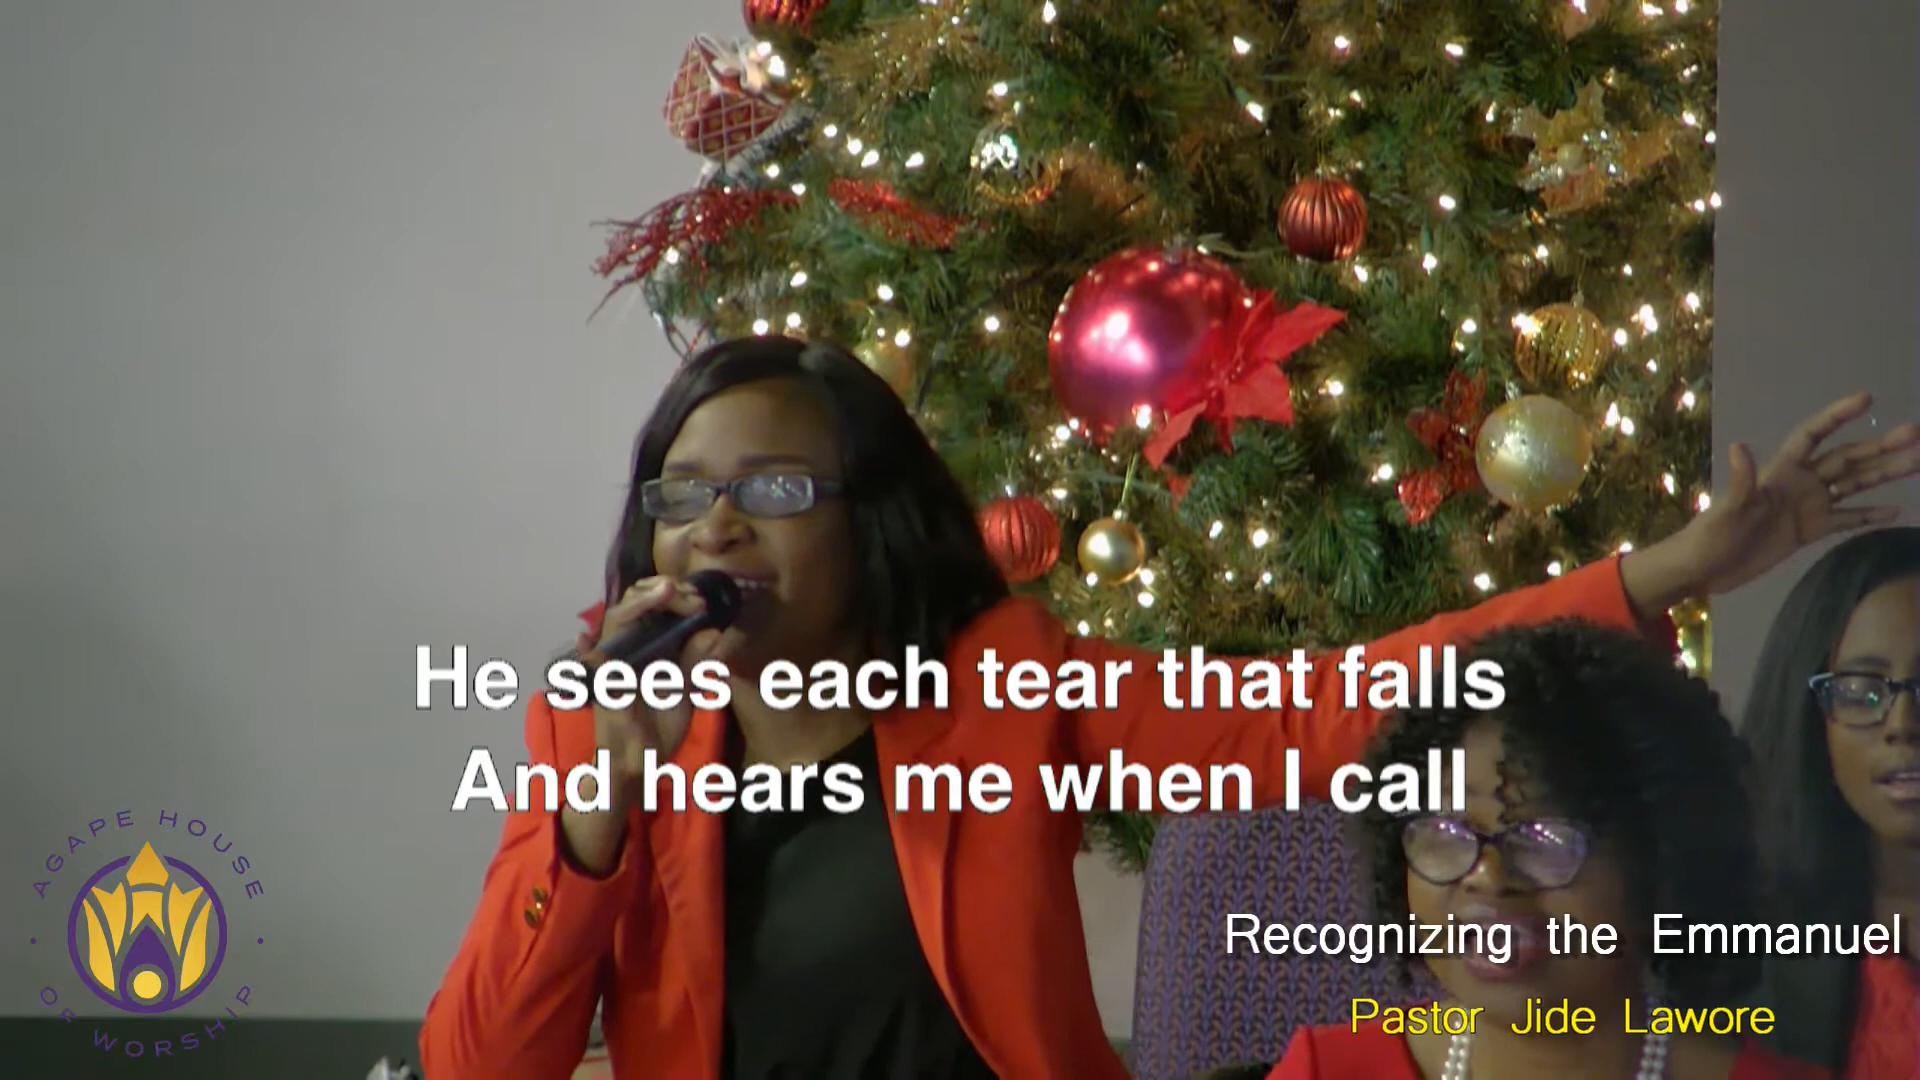 He sees each tear that falls
And hears me when I call
AGAPE HOUSE
OF WORSHIP
Recognizing the Emmanuel
Pastor Jide Lawore